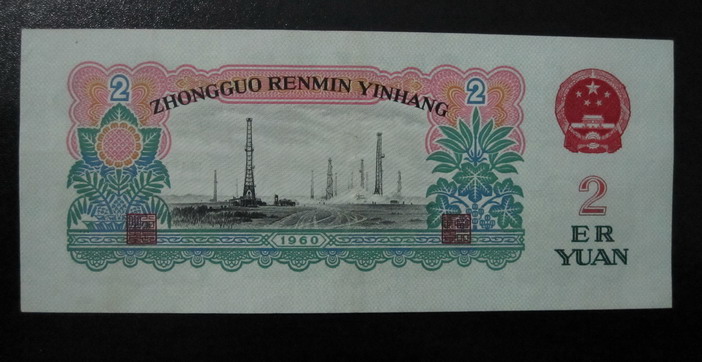 2
2
ZHONGGUO RENMIN YINHANG
1960
2
ER
YUAN